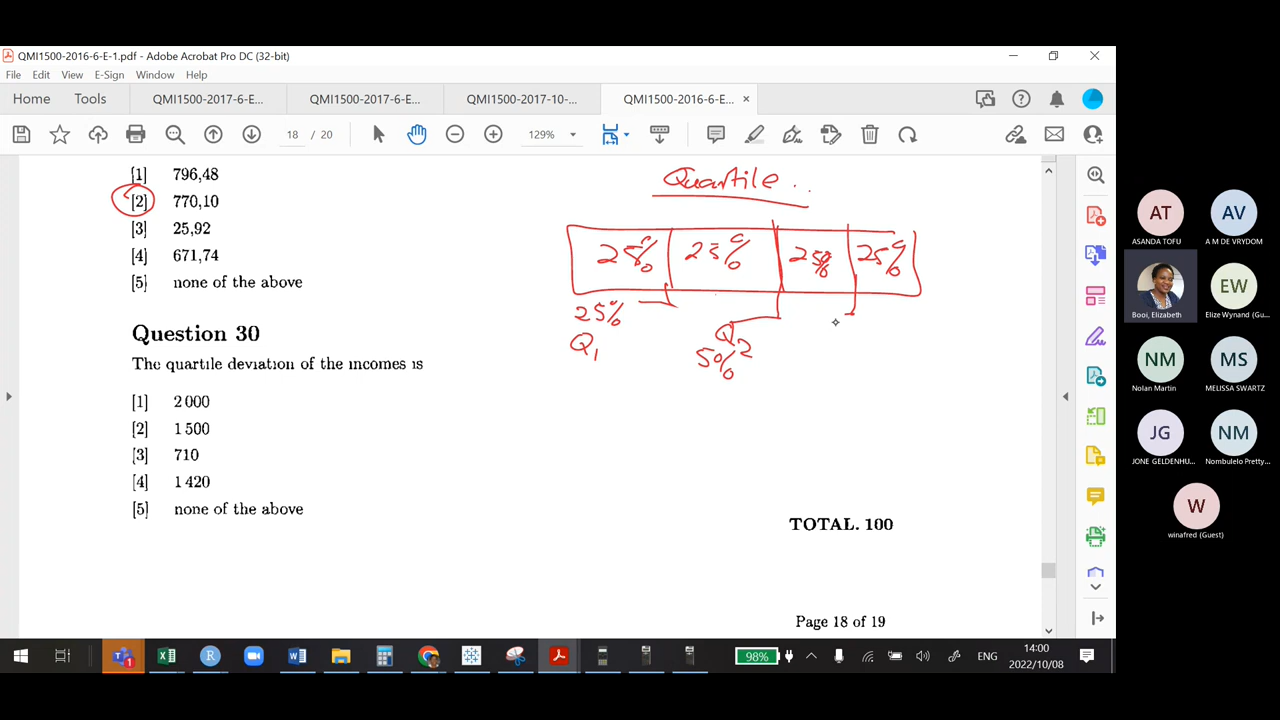 QMI1500-2016-6-E-1.pdf - Adobe Acrobat Pro DC (32-bit)
File Edit View E-Sign Window Help
Home Tools QMI1500-2017-6-E... QMI1500-2017-6-E... QMI1500-2017-10-... QMI1500-2016-6-E... ×
18 / 20 129%
[1] 796,48
[2] 770,10
[3] 25,92
[4] 671,74
[5] none of the above
Quartile..
25% 25% 25% 25%
25%
Q1
Q2
50%
Question 30
The quartile deviation of the incomes is
[1] 2 000
[2] 1 500
[3] 710
[4] 1 420
[5] none of the above
TOTAL. 100
Page 18 of 19
AT
ASANDA TOFU
AV
A M DE VRYDOM
Booi, Elizabeth
EW
Elize Wynand (Gu...
NM
Nolan Martin
MS
MELISSA SWARTZ
JG
JONE GELDENHU...
NM
Nombulelo Pretty...
W
winafred (Guest)
98%
ENG
14:00
2022/10/08